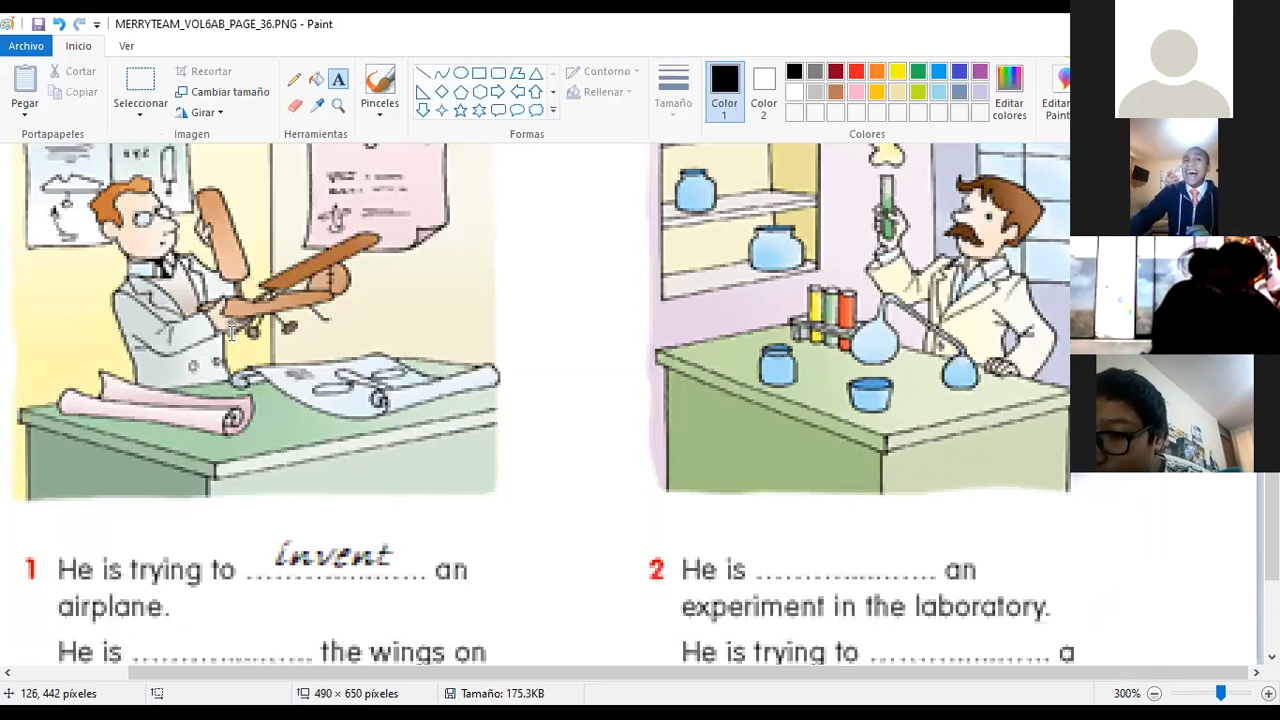 MERRYTEAM_VOL6AB_PAGE_36.PNG - Paint
Archivo Inicio Ver
Pegar
Cortar
Copiar
Portapapeles
Seleccionar
Recortar
Cambiar tamaño
Girar
Imagen
Herramientas
Pinceles
Contorno
Rellenar
Formas
Tamaño
Color 1
Color 2
Editar colores
Editar
Paint
Colores
1 He is trying to invent an
airplane.
He is .................... the wings on
2 He is .................... an
experiment in the laboratory.
He is trying to .................... a
126, 442 píxeles
490 × 650 píxeles
Tamaño: 175.3KB
300%